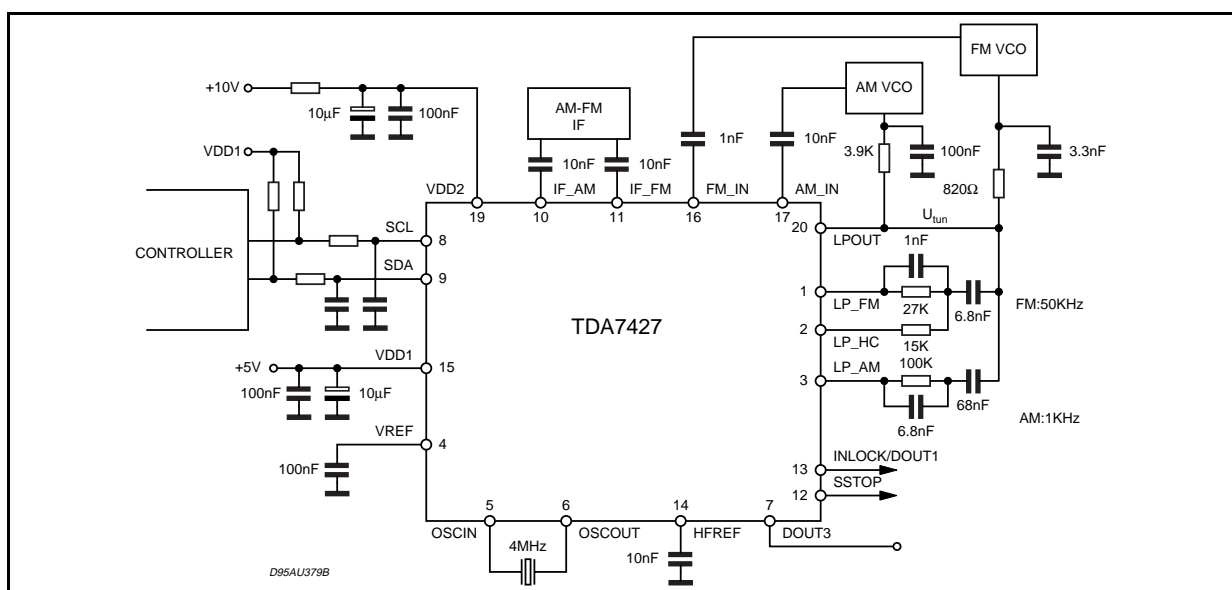 FM VCO
+10V
10µF
100nF
AM-FM
IF
AM VCO
VDD1
10nF
10nF
1nF
10nF
3.9K
100nF
3.3nF
820Ω
VDD2
IF_AM
IF_FM
FM_IN
AM_IN
19
10
11
16
17
20
LPOUT
Utun
CONTROLLER
SCL
8
SDA
9
1nF
1
LP_FM
27K
6.8nF
FM:50KHz
TDA7427
2
LP_HC
15K
+5V
VDD1
15
3
LP_AM
100K
68nF
6.8nF
AM:1KHz
100nF
10µF
VREF
4
100nF
13
INLOCK/DOUT1
12
SSTOP
5
6
14
7
OSCIN
OSCOUT
HFREF
DOUT3
4MHz
10nF
D95AU379B